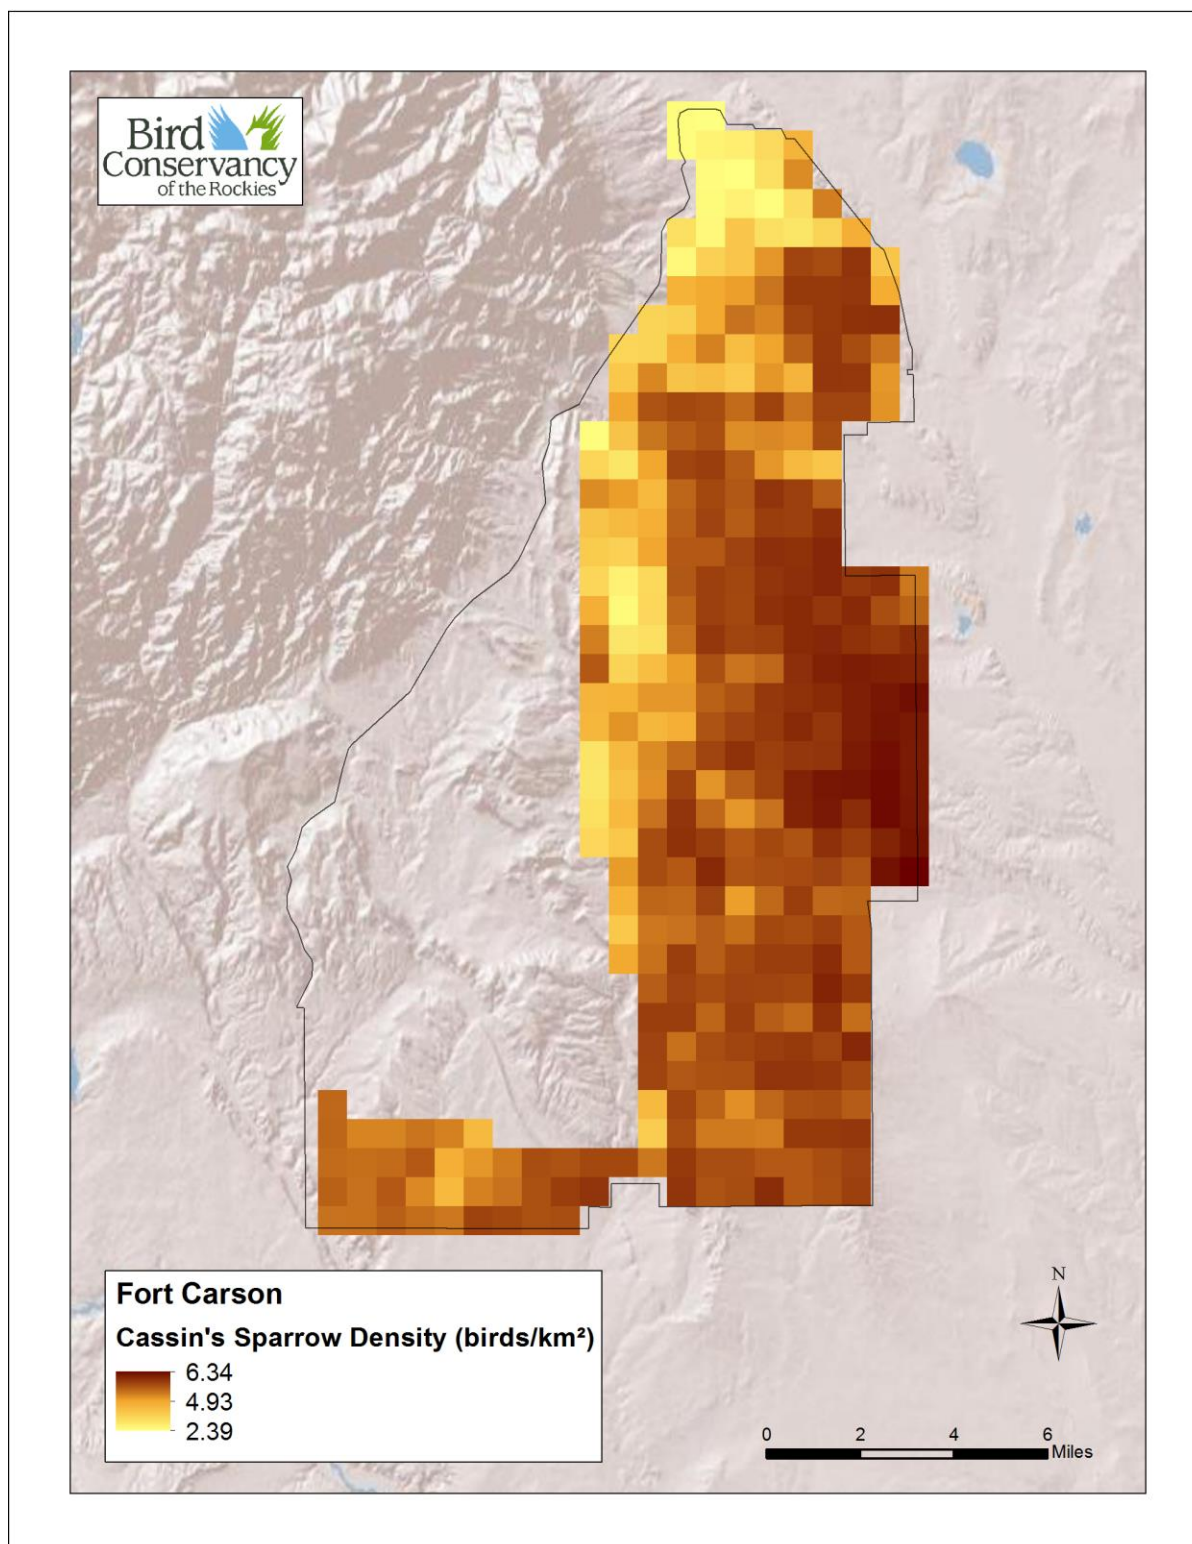 Bird
Conservancy
of the Rockies
Fort Carson
Cassin's Sparrow Density (birds/km²)
6.34
4.93
2.39
N
0 2 4 6
Miles